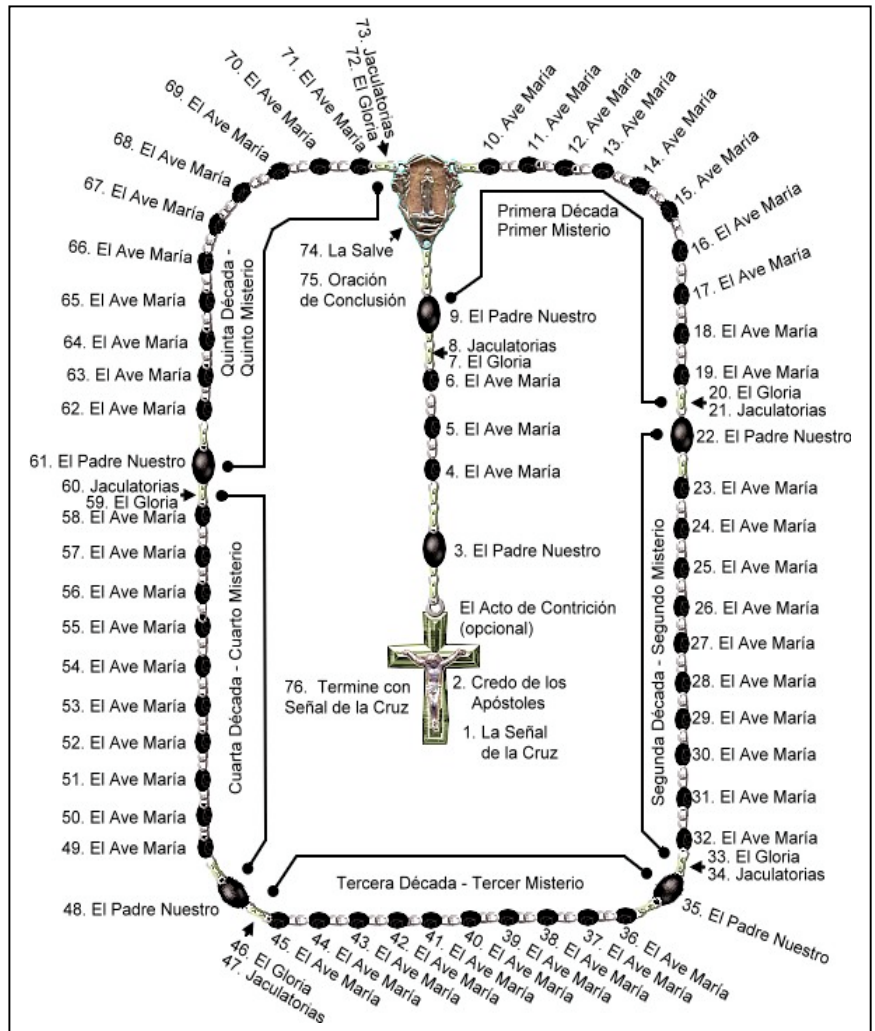 1. La Señal
de la Cruz
2. Credo de los
Apóstoles
El Acto de Contrición
(opcional)
3. El Padre Nuestro
4. El Ave María
5. El Ave María
6. El Ave María
7. El Gloria
8. Jaculatorias
9. El Padre Nuestro
Primera Década
Primer Misterio
10. Ave María
11. Ave María
12. Ave María
13. Ave María
14. Ave María
15. Ave María
16. El Ave María
17. El Ave María
18. El Ave María
19. El Ave María
20. El Gloria
21. Jaculatorias
22. El Padre Nuestro
Segunda Década - Segundo Misterio
23. El Ave María
24. El Ave María
25. El Ave María
26. El Ave María
27. El Ave María
28. El Ave María
29. El Ave María
30. El Ave María
31. El Ave María
32. El Ave María
33. El Gloria
34. Jaculatorias
35. El Padre Nuestro
Tercera Década - Tercer Misterio
36. El Ave María
37. El Ave María
38. El Ave María
39. El Ave María
40. El Ave María
41. El Ave María
42. El Ave María
43. El Ave María
44. El Ave María
45. El Ave María
46. El Gloria
47. Jaculatorias
48. El Padre Nuestro
Cuarta Década - Cuarto Misterio
49. El Ave María
50. El Ave María
51. El Ave María
52. El Ave María
53. El Ave María
54. El Ave María
55. El Ave María
56. El Ave María
57. El Ave María
58. El Ave María
59. El Gloria
60. Jaculatorias
61. El Padre Nuestro
Quinta Década -
Quinto Misterio
62. El Ave María
63. El Ave María
64. El Ave María
65. El Ave María
66. El Ave María
67. El Ave María
68. El Ave María
69. El Ave María
70. El Ave María
71. El Ave María
72. El Gloria
73. Jaculatorias
74. La Salve
75. Oración
de Conclusión
76. Termine con
Señal de la Cruz